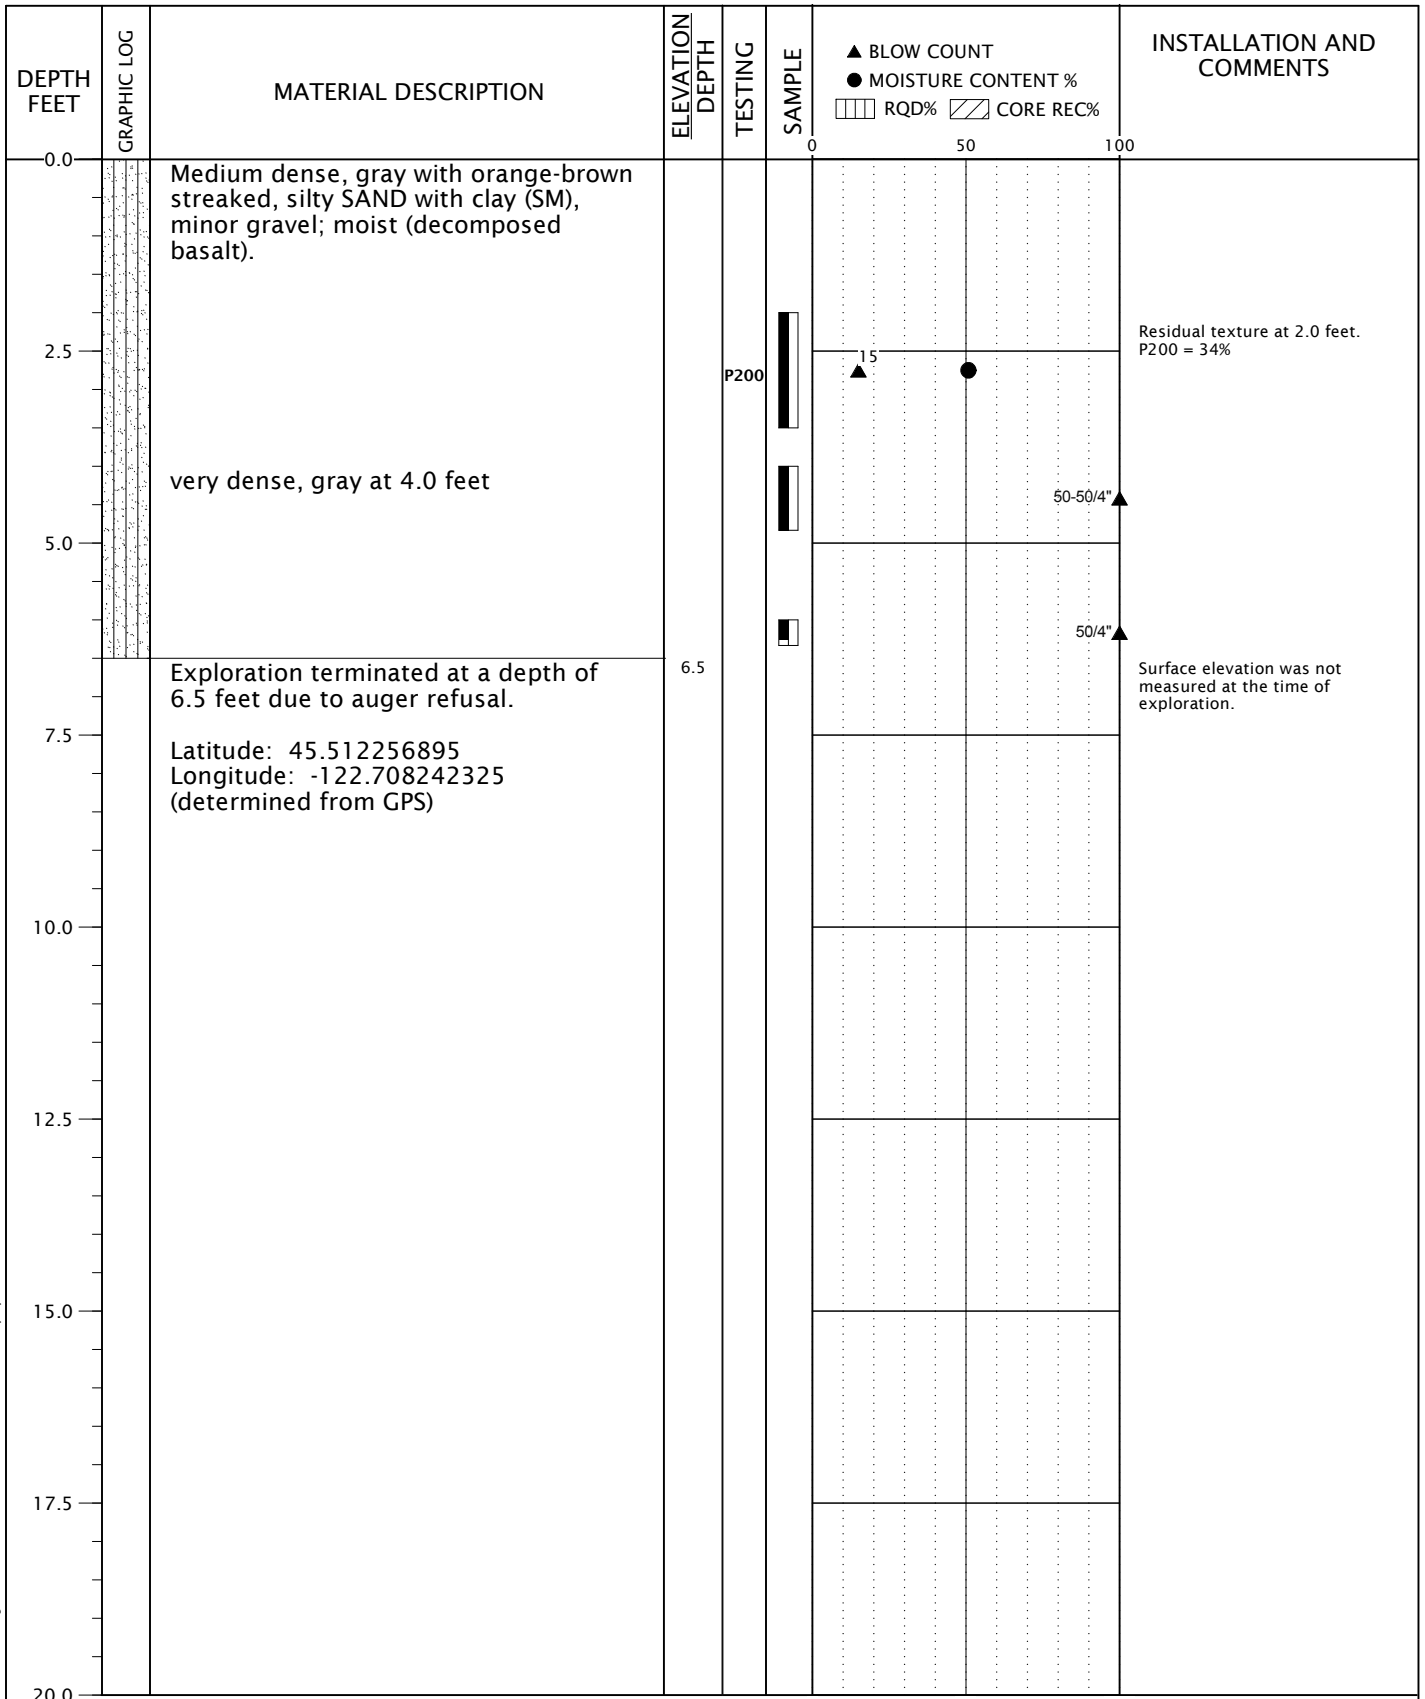 DEPTH
FEET
GRAPHIC LOG
MATERIAL DESCRIPTION
ELEVATION
DEPTH
TESTING
SAMPLE
▲ BLOW COUNT
● MOISTURE CONTENT %
RQD%
CORE REC%
0
50
100
INSTALLATION AND
COMMENTS
0.0
Medium dense, gray with orange-brown
streaked, silty SAND with clay (SM),
minor gravel; moist (decomposed
basalt).
2.5
P200
15
Residual texture at 2.0 feet.
P200 = 34%
very dense, gray at 4.0 feet
50-50/4"
5.0
50/4"
Exploration terminated at a depth of
6.5 feet due to auger refusal.
6.5
Surface elevation was not
measured at the time of
exploration.
7.5
Latitude: 45.512256895
Longitude: -122.708242325
(determined from GPS)
10.0
12.5
15.0
17.5
20.0